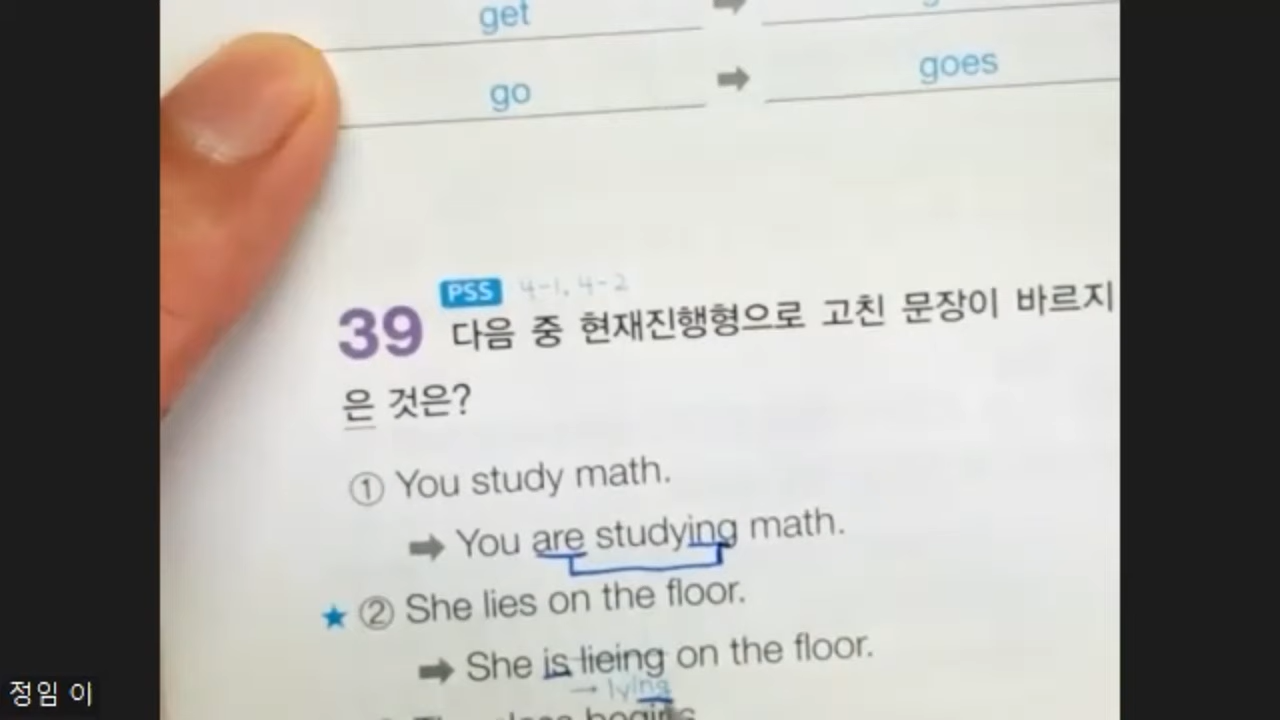 get ➡
go ➡ goes
PSS 4-1, 4-2
39 다음 중 현재진행형으로 고친 문장이 바르지
은 것은?
① You study math.
➡ You are studying math.
★ ② She lies on the floor.
➡ She is lieing on the floor.
→ lying
begins
정임 이